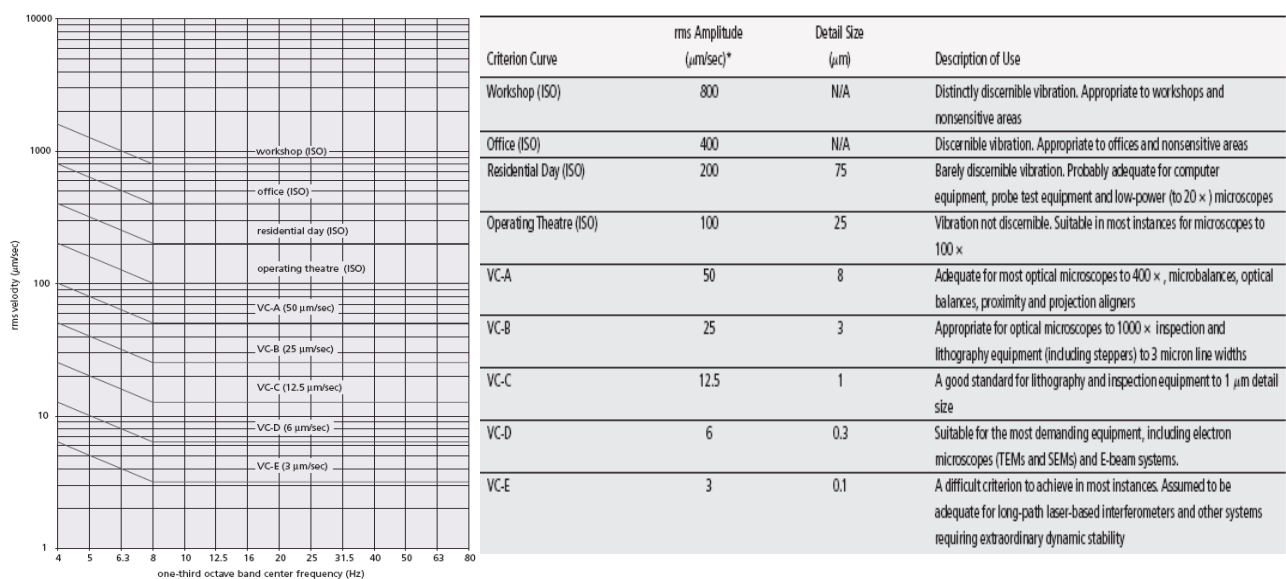 10000
1000
100
10
1
rms velocity (μm/sec)
workshop (ISO)
office (ISO)
residential day (ISO)
operating theatre (ISO)
VC-A (50 μm/sec)
VC-B (25 μm/sec)
VC-C (12.5 μm/sec)
VC-D (6 μm/sec)
VC-E (3 μm/sec)
4 5 6.3 8 10 12.5 16 20 25 31.5 40 50 63 80
one-third octave band center frequency (Hz)
rms Amplitude Detail Size
Criterion Curve (μm/sec)* (μm) Description of Use
Workshop (ISO) 800 N/A Distinctly discernible vibration. Appropriate to workshops and
nonsensitive areas
Office (ISO) 400 N/A Discernible vibration. Appropriate to offices and nonsensitive areas
Residential Day (ISO) 200 75 Barely discernible vibration. Probably adequate for computer
equipment, probe test equipment and low-power (to 20 ×) microscopes
Operating Theatre (ISO) 100 25 Vibration not discernible. Suitable in most instances for microscopes to
100 ×
VC-A 50 8 Adequate for most optical microscopes to 400 × , microbalances, optical
balances, proximity and projection aligners
VC-B 25 3 Appropriate for optical microscopes to 1000 × inspection and
lithography equipment (including steppers) to 3 micron line widths
VC-C 12.5 1 A good standard for lithography and inspection equipment to 1 μm detail
size
VC-D 6 0.3 Suitable for the most demanding equipment, including electron
microscopes (TEMs and SEMs) and E-beam systems.
VC-E 3 0.1 A difficult criterion to achieve in most instances. Assumed to be
adequate for long-path laser-based interferometers and other systems
requiring extraordinary dynamic stability